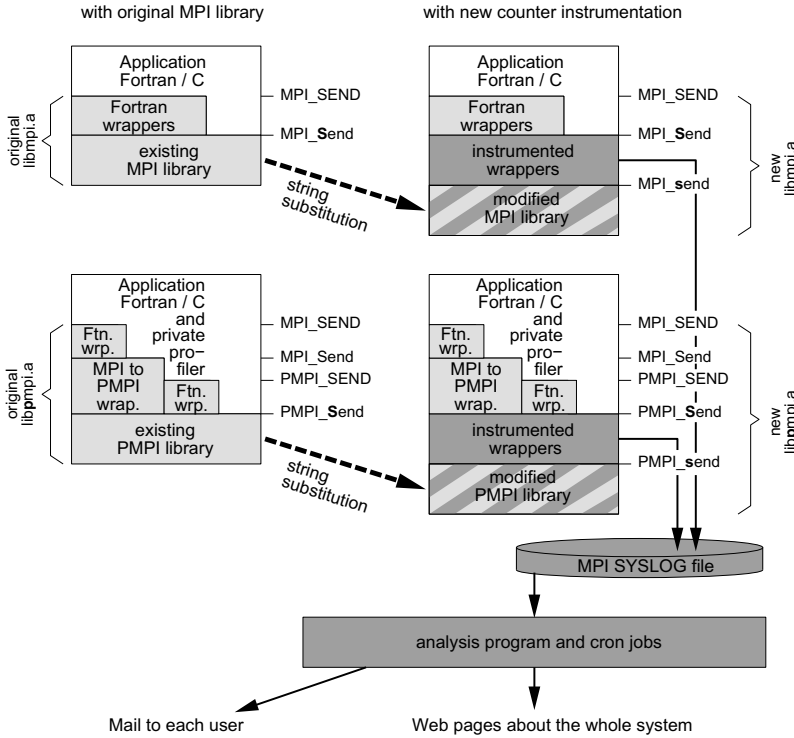 with original MPI library
with new counter instrumentation
original
libmpi.a
Application
Fortran / C
Fortran
wrappers
existing
MPI library
MPI_SEND
MPI_Send
string
substitution
Application
Fortran / C
Fortran
wrappers
instrumented
wrappers
modified
MPI library
MPI_SEND
MPI_Send
MPI_send
new
libmpi.a
original
libpmpi.a
Application
Fortran / C
and
private
pro–
filer
Ftn.
wrp.
MPI to
PMPI
wrap.
Ftn.
wrp.
existing
PMPI library
MPI_SEND
MPI_Send
PMPI_SEND
PMPI_Send
string
substitution
Application
Fortran / C
and
private
pro–
filer
Ftn.
wrp.
MPI to
PMPI
wrap.
Ftn.
wrp.
instrumented
wrappers
modified
PMPI library
MPI_SEND
MPI_Send
PMPI_SEND
PMPI_Send
PMPI_send
new
libpmpi.a
MPI SYSLOG file
analysis program and cron jobs
Mail to each user
Web pages about the whole system